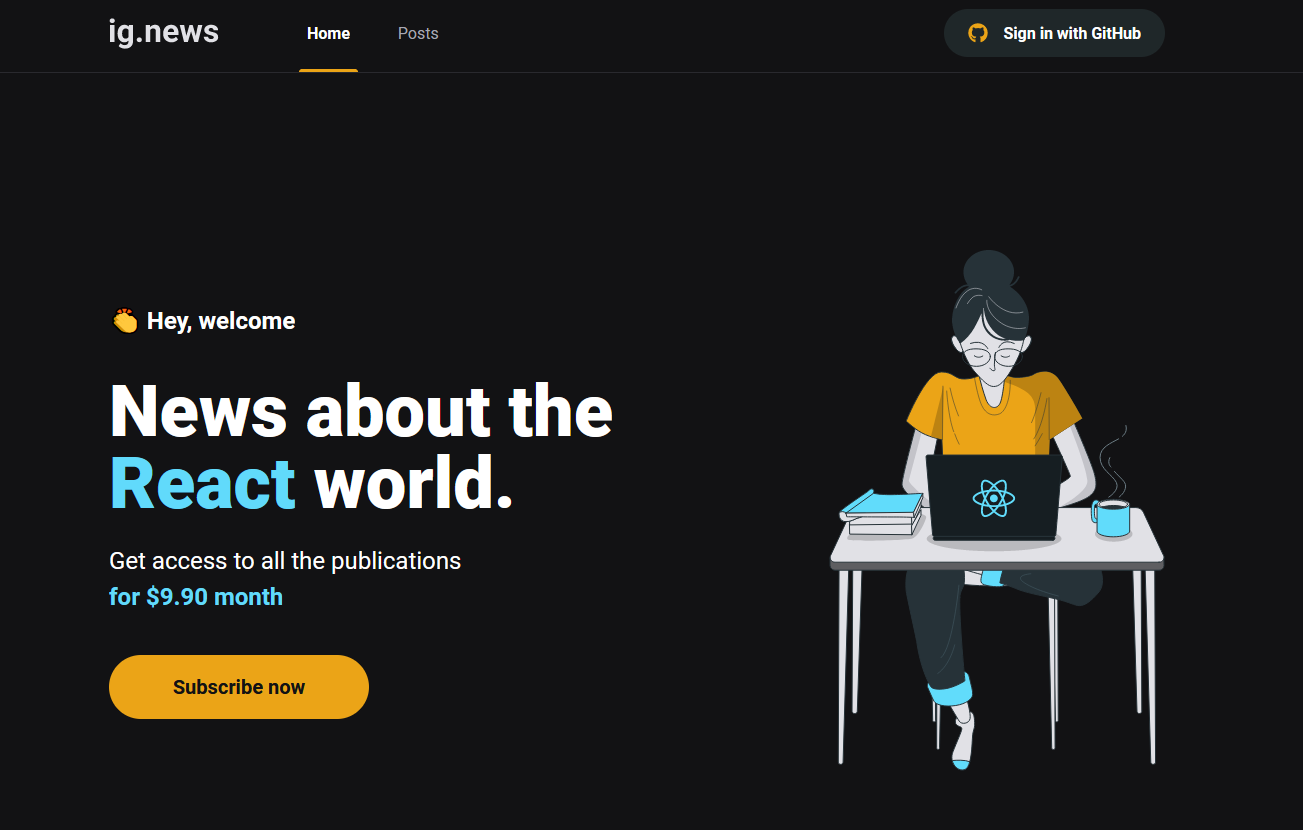 ig.news
Home
Posts
Sign in with GitHub
👏 Hey, welcome
News about the
React world.
Get access to all the publications
for $9.90 month
Subscribe now